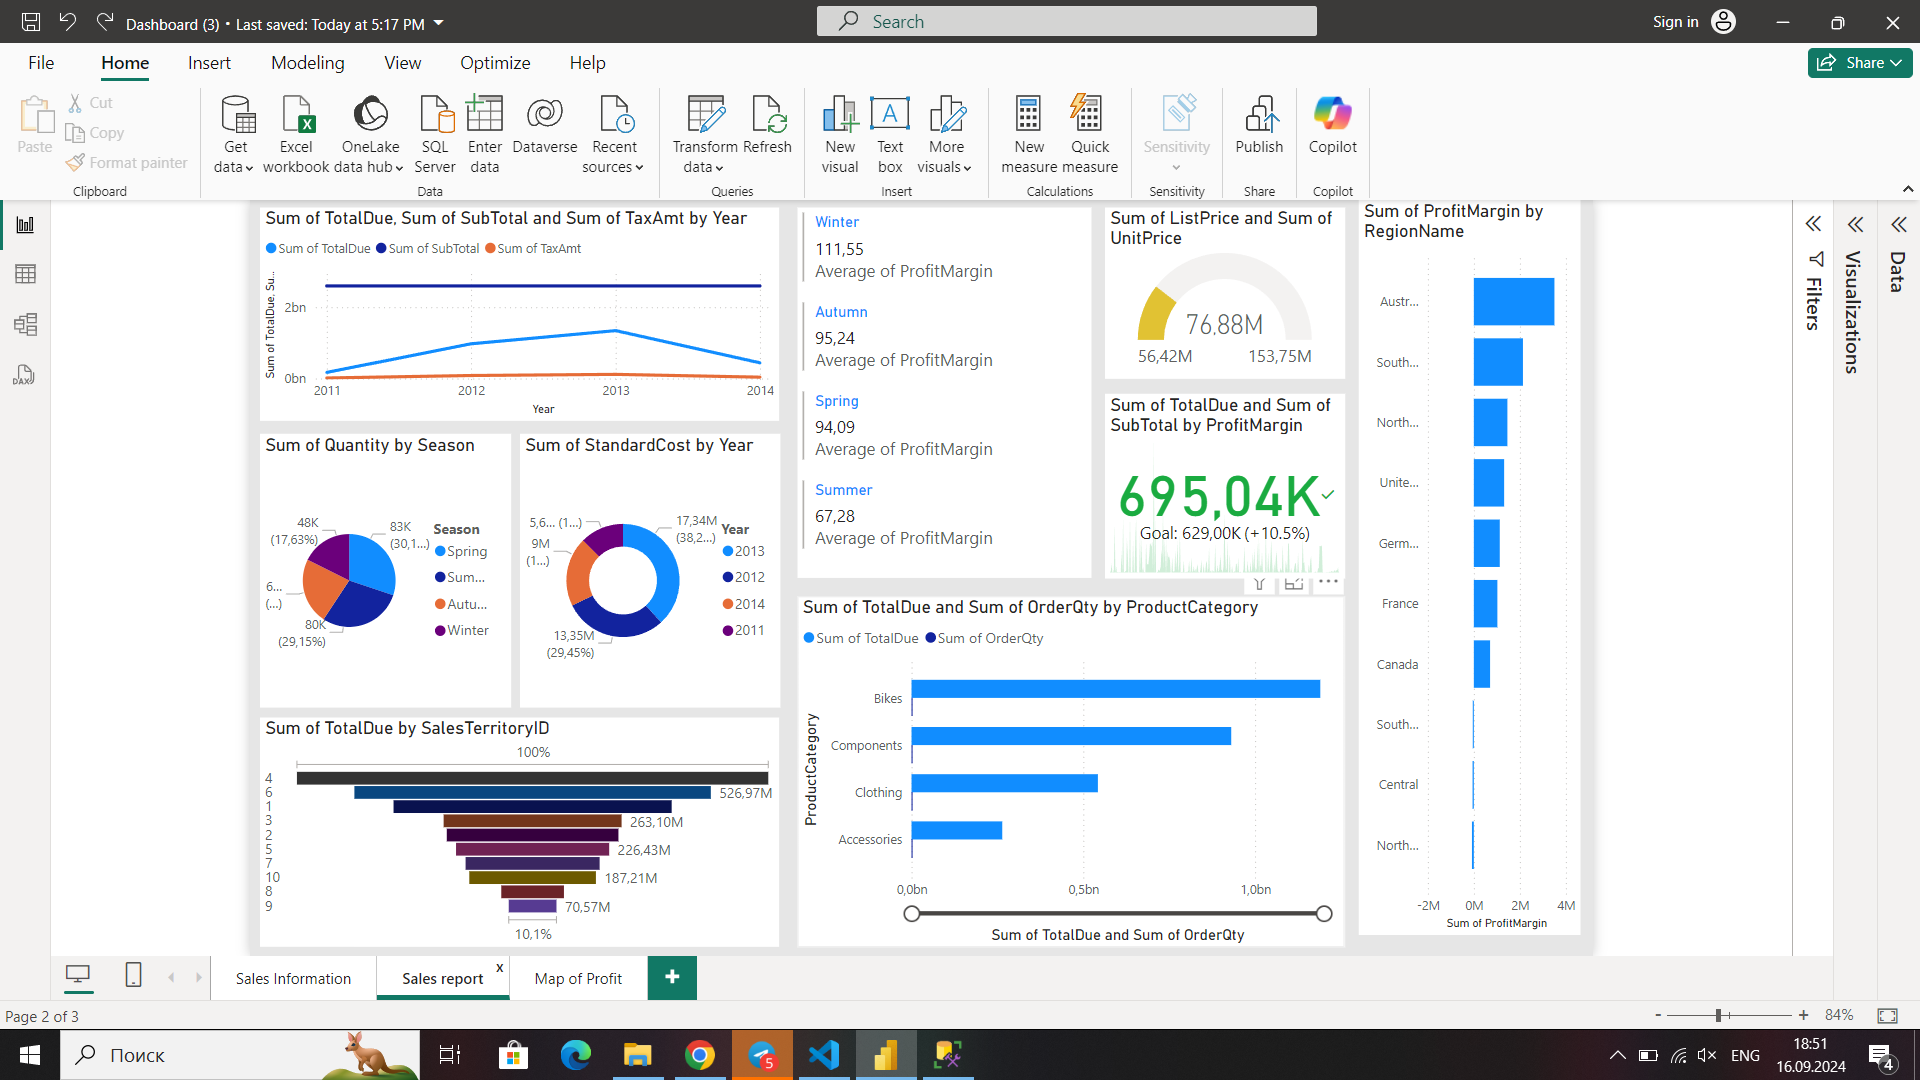 Dashboard (3) • Last saved: Today at 5:17 PM
Search
Sign in
File
Home
Insert
Modeling
View
Optimize
Help
Share
Paste
Cut
Copy
Format painter
Clipboard
Get data
Excel workbook
OneLake data hub
SQL Server
Enter data
Dataverse
Recent sources
Data
Transform data
Refresh
Queries
New visual
Text box
More visuals
Insert
New measure
Quick measure
Calculations
Sensitivity
Sensitivity
Publish
Share
Copilot
Copilot
DAX
Sum of TotalDue, Sum of SubTotal and Sum of TaxAmt by Year
Sum of TotalDue
Sum of SubTotal
Sum of TaxAmt
Sum of TotalDue, Su...
2bn
0bn
2011
2012
2013
2014
Year
Sum of Quantity by Season
48K
(17,63%)
83K
(30,1...)
6...
(...)
80K
(29,15%)
Season
Spring
Sum...
Autu...
Winter
Sum of StandardCost by Year
5,6... (1...)
17,34M
(38,2...)
9M
(1...)
13,35M
(29,45%)
Year
2013
2012
2014
2011
Sum of TotalDue by SalesTerritoryID
100%
4
6
526,97M
1
3
263,10M
2
5
226,43M
7
10
187,21M
8
9
70,57M
10,1%
Winter
111,55
Average of ProfitMargin
Autumn
95,24
Average of ProfitMargin
Spring
94,09
Average of ProfitMargin
Summer
67,28
Average of ProfitMargin
Sum of ListPrice and Sum of
UnitPrice
76,88M
56,42M
153,75M
Sum of TotalDue and Sum of
SubTotal by ProfitMargin
695,04K
Goal: 629,00K (+10.5%)
Sum of TotalDue and Sum of OrderQty by ProductCategory
Sum of TotalDue
Sum of OrderQty
ProductCategory
Bikes
Components
Clothing
Accessories
0,0bn
0,5bn
1,0bn
Sum of TotalDue and Sum of OrderQty
Sum of ProfitMargin by
RegionName
Austr...
South...
North...
Unite...
Germ...
France
Canada
South...
Central
North...
-2M
0M
2M
4M
Sum of ProfitMargin
Filters
Visualizations
Data
Sales Information
Sales report
x
Map of Profit
+
Page 2 of 3
-
+
84%
Поиск
5
ENG
18:51
16.09.2024
4